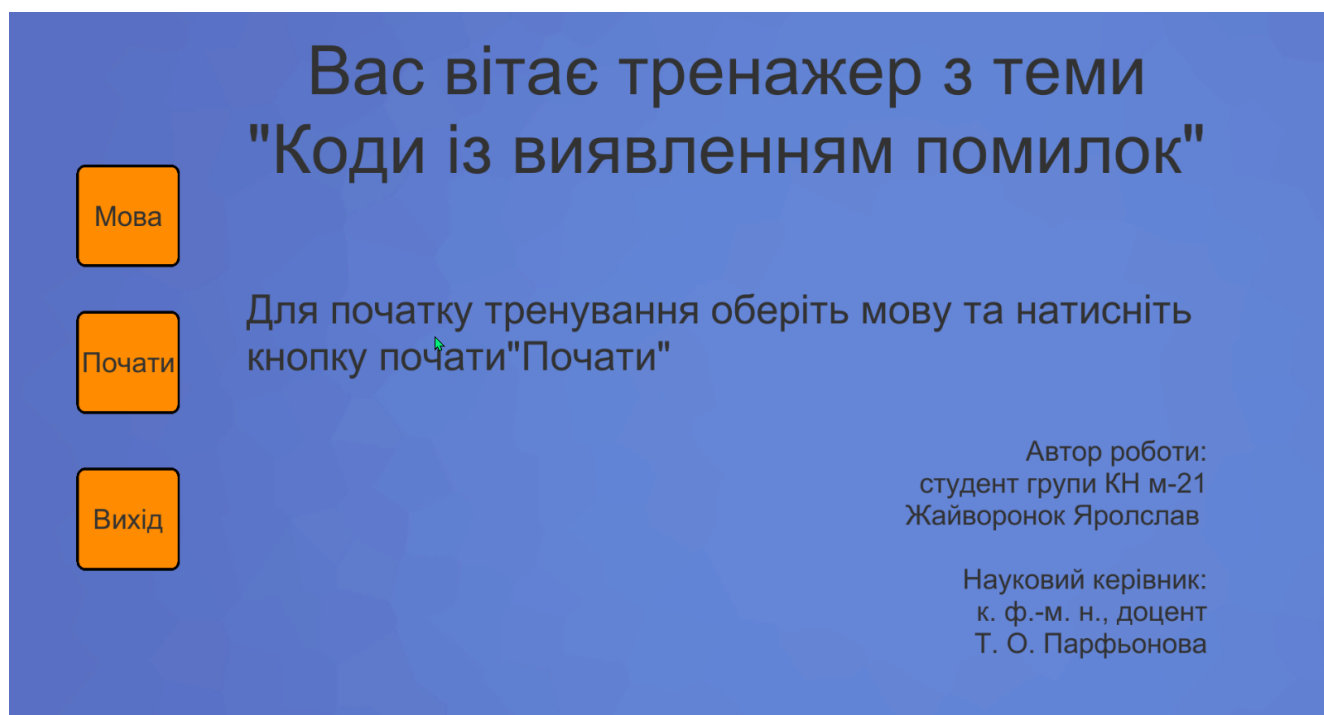 Вас вітає тренажер з теми
"Коди із виявленням помилок"
Мова
Для початку тренування оберіть мову та натисніть
кнопку почати"Почати"
Почати
Автор роботи:
студент групи КН м-21
Жайворонок Яролслав
Вихід
Науковий керівник:
к. ф.-м. н., доцент
Т. О. Парфьонова